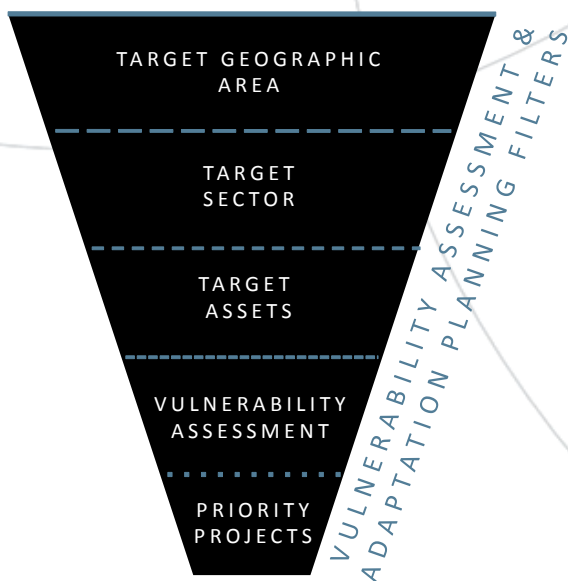 TARGET GEOGRAPHIC
AREA
TARGET
SECTOR
TARGET
ASSETS
VULNERABILITY
ASSESSMENT
PRIORITY
PROJECTS
VULNERABILITY ASSESSMENT &
ADAPTATION PLANNING FILTERS